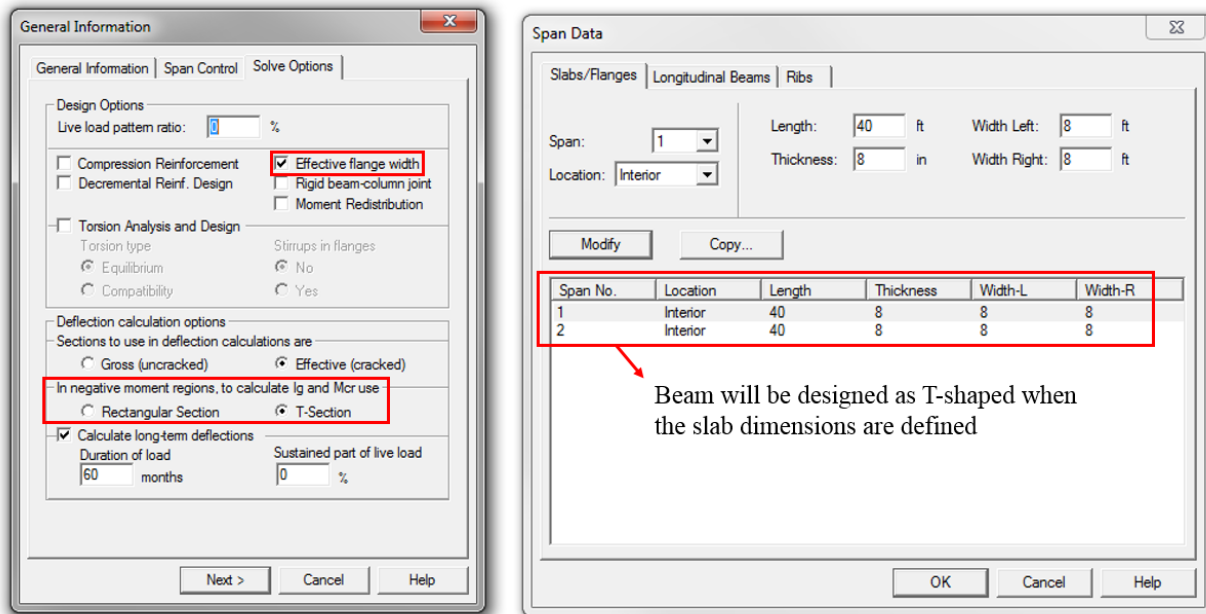 General Information
General Information Span Control Solve Options
Design Options
Live load pattern ratio: 0 %
Compression Reinforcement Effective flange width
Decremental Reinf. Design Rigid beam-column joint
Moment Redistribution
Torsion Analysis and Design
Torsion type Stirrups in flanges
Equilibrium No
Compatibility Yes
Deflection calculation options
Sections to use in deflection calculations are
Gross (uncracked) Effective (cracked)
In negative moment regions, to calculate Ig and Mcr use
Rectangular Section T-Section
Calculate long-term deflections
Duration of load Sustained part of live load
60 months 0 %
Next > Cancel Help
Span Data
Slabs/Flanges Longitudinal Beams Ribs
Span: 1 Length: 40 ft Width Left: 8 ft
Location: Interior Thickness: 8 in Width Right: 8 ft
Modify Copy...
Span No. Location Length Thickness Width-L Width-R
1 Interior 40 8 8 8
2 Interior 40 8 8 8
Beam will be designed as T-shaped when
the slab dimensions are defined
OK Cancel Help